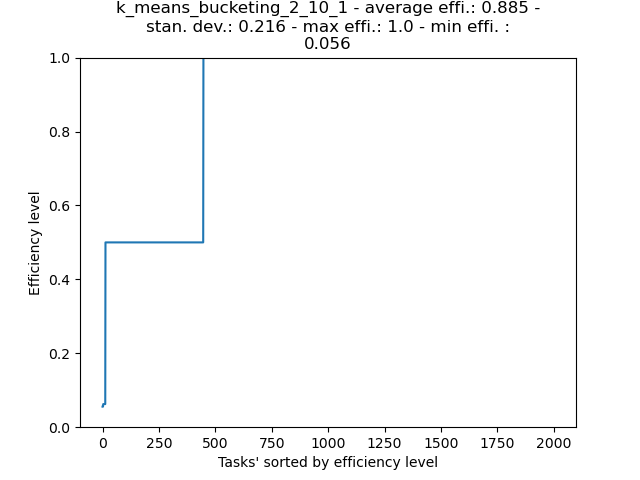 k_means_bucketing_2_10_1 - average effi.: 0.885 -
stan. dev.: 0.216 - max effi.: 1.0 - min effi. :
0.056
1.0
0.8
0.6
0.4
0.2
0.0
Efficiency level
0 250 500 750 1000 1250 1500 1750 2000
Tasks' sorted by efficiency level